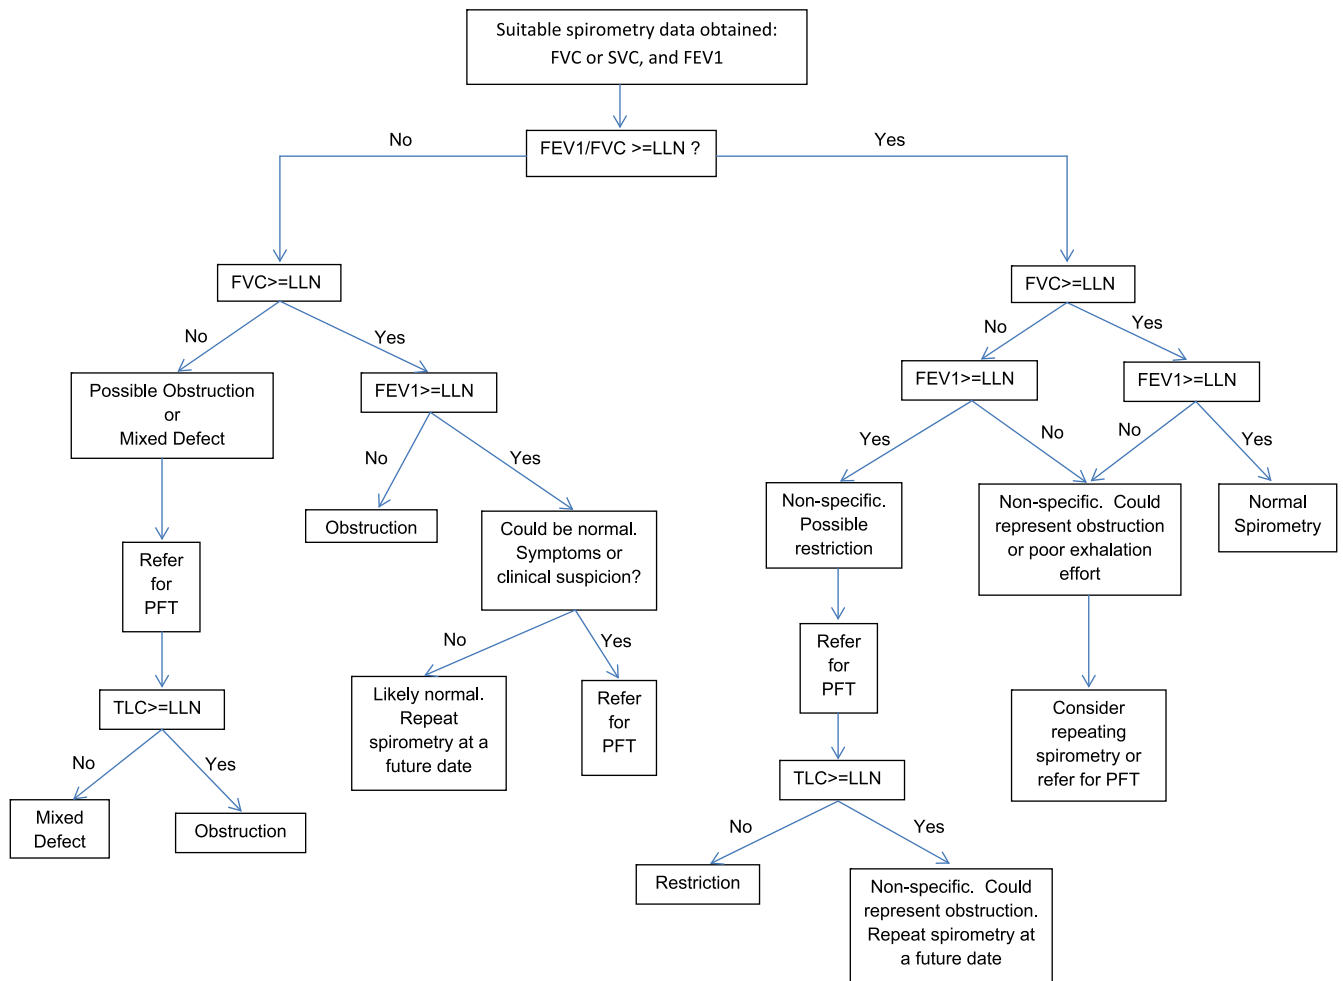 Suitable spirometry data obtained:
FVC or SVC, and FEV1
No
FEV1/FVC >=LLN ?
Yes
FVC>=LLN
FVC>=LLN
No
Yes
No
Yes
Possible Obstruction
or
Mixed Defect
FEV1>=LLN
FEV1>=LLN
FEV1>=LLN
No
Yes
Yes
No
No
Yes
Obstruction
Could be normal.
Symptoms or
clinical suspicion?
Non-specific.
Possible
restriction
Non-specific.  Could
represent obstruction
or poor exhalation
effort
Normal
Spirometry
Refer
for
PFT
No
Yes
Refer
for
PFT
TLC>=LLN
Likely normal.
Repeat
spirometry at a
future date
Refer
for
PFT
Consider
repeating
spirometry or
refer for PFT
No
Yes
TLC>=LLN
Mixed
Defect
Obstruction
No
Yes
Restriction
Non-specific.  Could
represent obstruction.
Repeat spirometry at
a future date